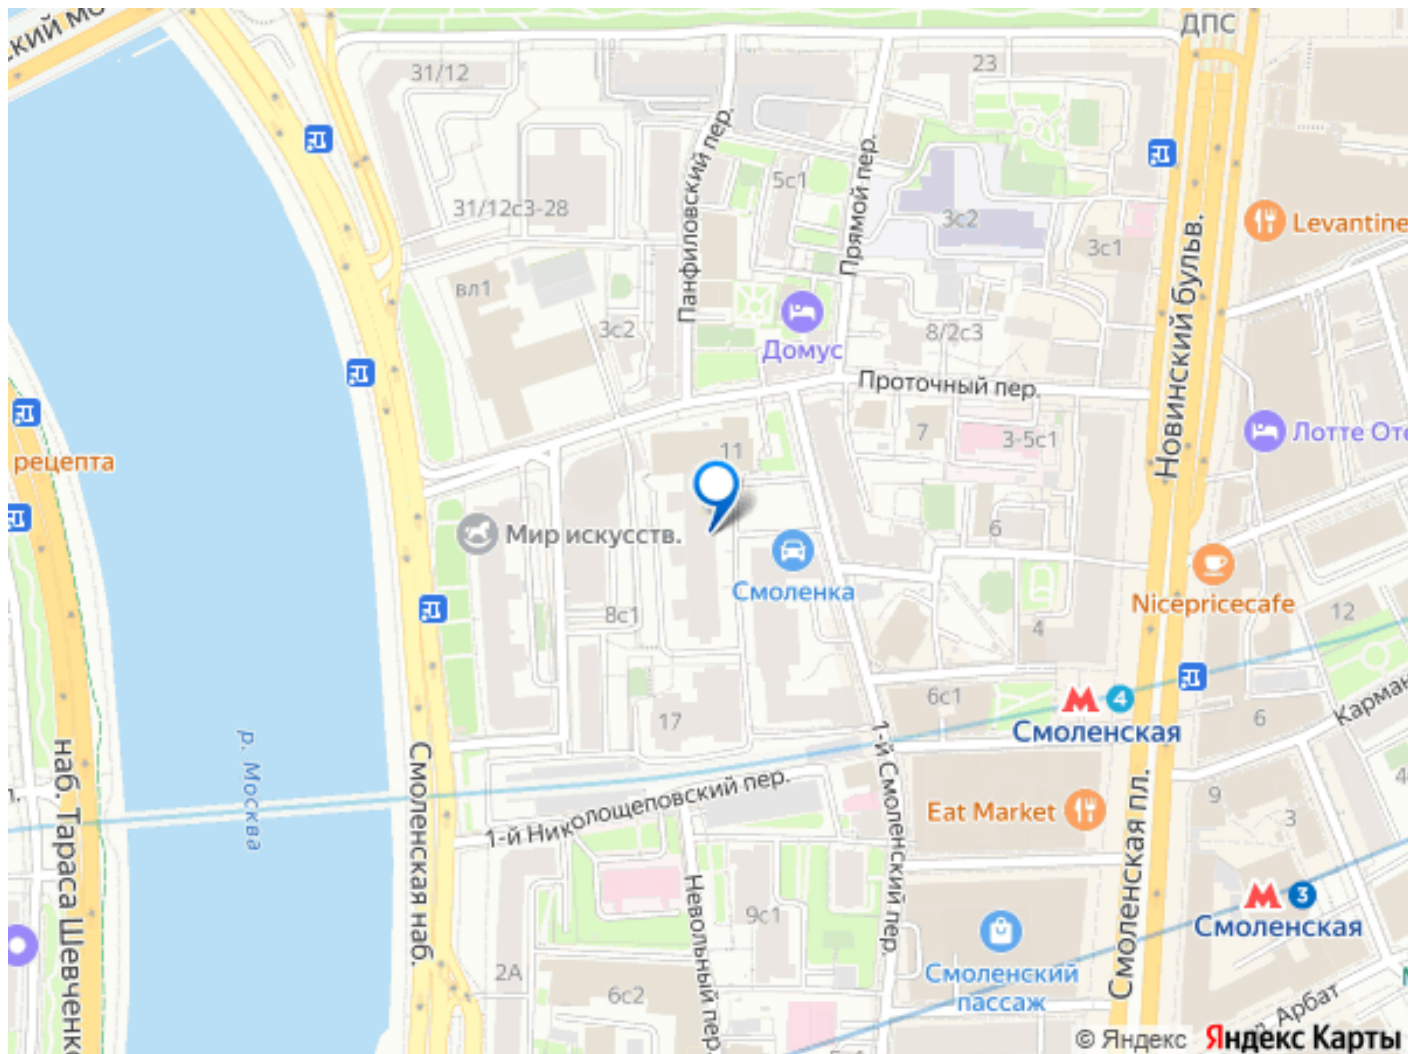 ДПС
31/12
23
Панфиловский пер.
Прямой пер.
5с1
31/12с3-28
3с2
3с1
Levantine
Новинский бульв.
вл1
3с2
Домус
8/2с3
Проточный пер.
7
3-5с1
11
Лотте Оте
рецепта
Мир искусств.
6
Смоленка
Nicepricecafe
12
8с1
4
6с1
4
Смоленская
6
Карман
17
р. Москва
наб. Тараса Шевченко
Смоленская наб.
1-й Николощеповский пер.
1-й Смоленский пер.
Eat Market
Смоленская пл.
9
3
3
Смоленская
Невольный пер.
9с1
2А
6с2
Смоленский
пассаж
Арбат
© Яндекс Яндекс Карты